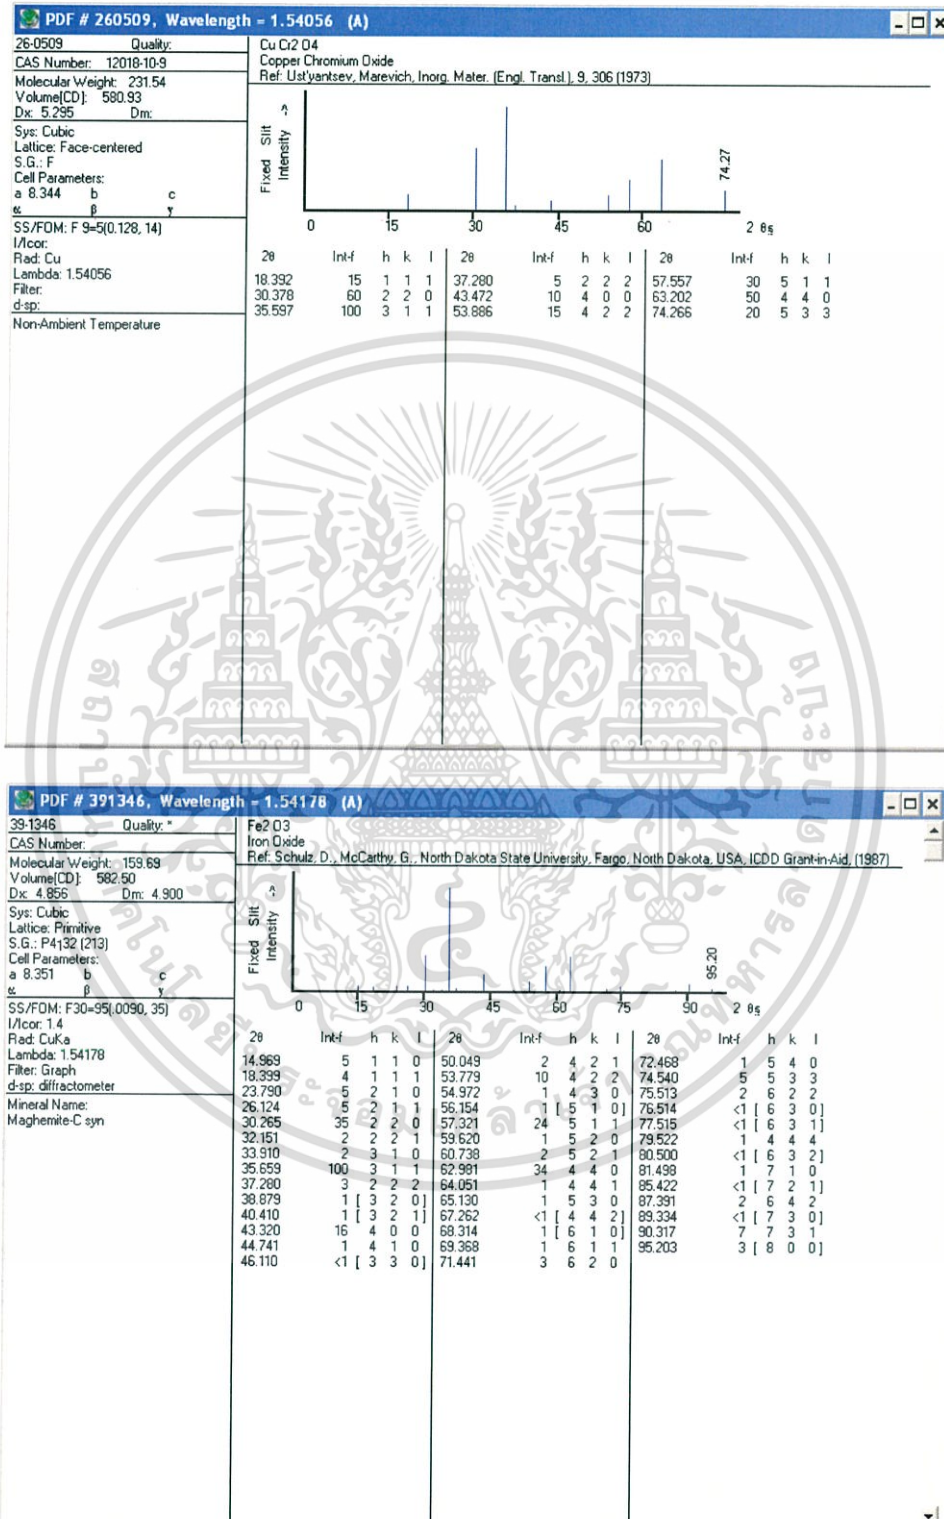 PDF # 260509, Wavelength = 1.54056 (A)
26-0509 Quality:
CAS Number: 12018-10-9
Molecular Weight: 231.54
Volume[CD]: 580.93
Dx: 5.295 Dm:
Sys: Cubic
Lattice: Face-centered
S.G.: F
Cell Parameters:
a 8.344 b c
α β γ
SS/FOM: F 9=5(0.128, 14)
I/Icor:
Rad: Cu
Lambda: 1.54056
Filter:
d-sp:
Non-Ambient Temperature
Cu Cr2 O4
Copper Chromium Oxide
Ref: Ust'yantsev, Marevich, Inorg. Mater. (Engl. Transl.), 9, 306 (1973)
Fixed Slit
Intensity ->
74.27
0 15 30 45 60 2 θ°
2θ Int-f h k l 2θ Int-f h k l 2θ Int-f h k l
18.392 15 1 1 1 37.280 5 2 2 2 57.557 30 5 1 1
30.378 60 2 2 0 43.472 10 4 0 0 63.202 50 4 4 0
35.597 100 3 1 1 53.886 15 4 2 2 74.266 20 5 3 3
PDF # 391346, Wavelength = 1.54178 (A)
39-1346 Quality: *
CAS Number:
Molecular Weight: 159.69
Volume[CD]: 582.50
Dx: 4.856 Dm: 4.900
Sys: Cubic
Lattice: Primitive
S.G.: P4132 (213)
Cell Parameters:
a 8.351 b c
α β γ
SS/FOM: F30=95(.0090, 35)
I/Icor: 1.4
Rad: CuKa
Lambda: 1.54178
Filter: Graph
d-sp: diffractometer
Mineral Name:
Maghemite-C syn
Fe2 O3
Iron Oxide
Ref: Schulz, D., McCarthy, G., North Dakota State University, Fargo, North Dakota, USA, ICDD Grant-in-Aid, (1987)
Fixed Slit
Intensity ->
95.20
0 15 30 45 60 75 90 2 θ°
2θ Int-f h k l 2θ Int-f h k l 2θ Int-f h k l
14.969 5 1 1 0 50.049 2 4 2 1 72.468 1 5 4 0
18.399 4 1 1 1 53.779 10 4 2 2 74.540 5 5 3 3
23.790 5 2 1 0 54.972 1 4 3 0 75.513 2 6 2 2
26.124 5 2 1 1 56.154 1 [ 5 1 0] 76.514 <1 [ 6 3 0]
30.265 35 2 2 0 57.321 24 5 1 1 77.515 <1 [ 6 3 1]
32.151 2 2 2 1 59.620 1 5 2 0 79.522 1 4 4 4
33.910 2 3 1 0 60.738 2 5 2 1 80.500 <1 [ 6 3 2]
35.659 100 3 1 1 62.981 34 4 4 0 81.498 1 7 1 0
37.280 3 2 2 2 64.051 1 4 4 1 85.422 <1 [ 7 2 1]
38.879 1 [ 3 2 0] 65.130 1 5 3 0 87.391 2 6 4 2
40.410 1 [ 3 2 1] 67.262 <1 [ 4 4 2] 89.334 <1 [ 7 3 0]
43.320 16 4 0 0 68.314 1 [ 6 1 0] 90.317 7 7 3 1
44.741 1 4 1 0 69.368 1 6 1 1 95.203 3 [ 8 0 0]
46.110 <1 [ 3 3 0] 71.441 3 6 2 0